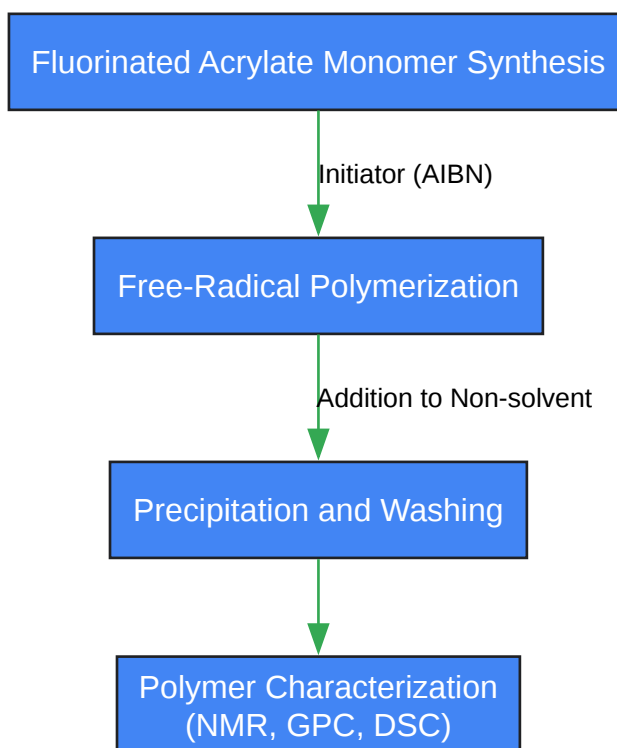 Fluorinated Acrylate Monomer Synthesis
Initiator (AIBN)
Free-Radical Polymerization
Addition to Non-solvent
Precipitation and Washing
Polymer Characterization
(NMR, GPC, DSC)